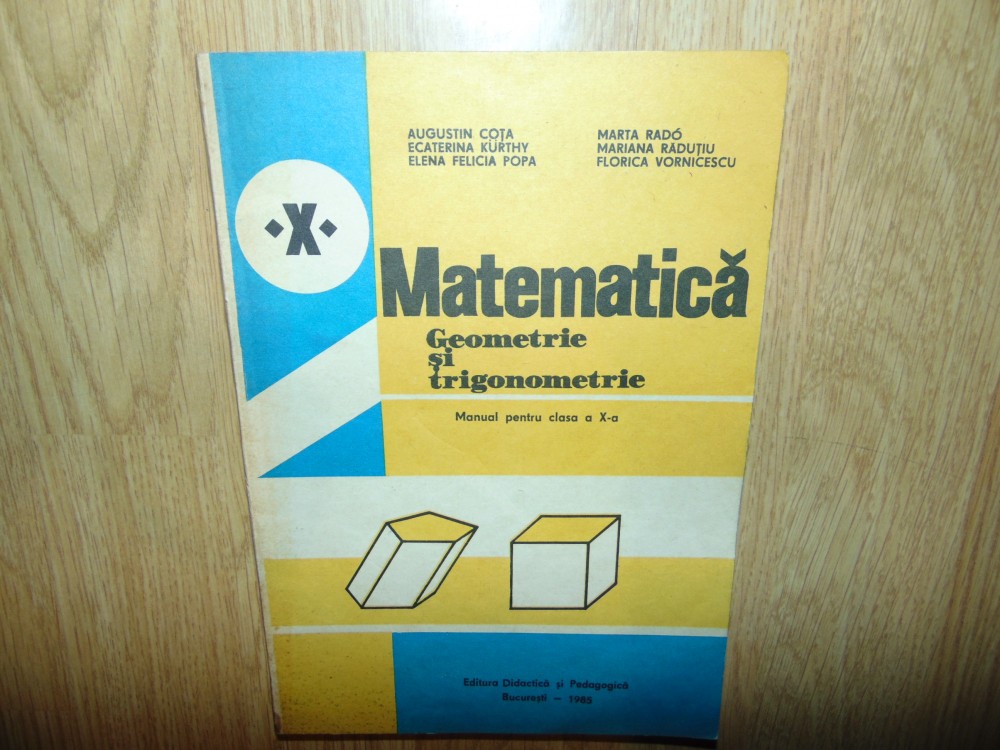 AUGUSTIN COȚA
ECATERINA KÜRTHY
ELENA FELICIA POPA
MARTA RADÓ
MARIANA RĂDUȚIU
FLORICA VORNICESCU
·X·
Matematică
Geometrie
și
trigonometrie
Manual pentru clasa a X-a
Editura Didactică și Pedagogică
București – 1985